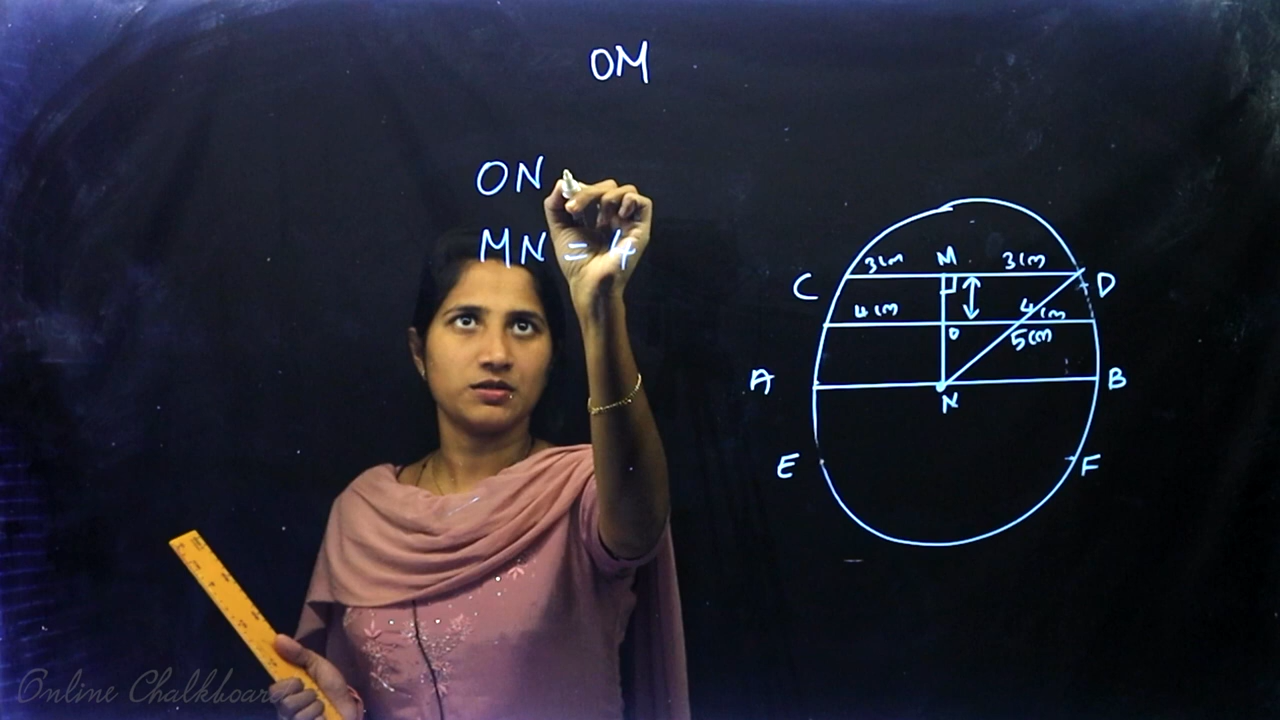 OM
ON
MN = 4
3cm M 3cm
C D
4cm 4cm
O 5cm
A B
N
E F
Online Chalkboard